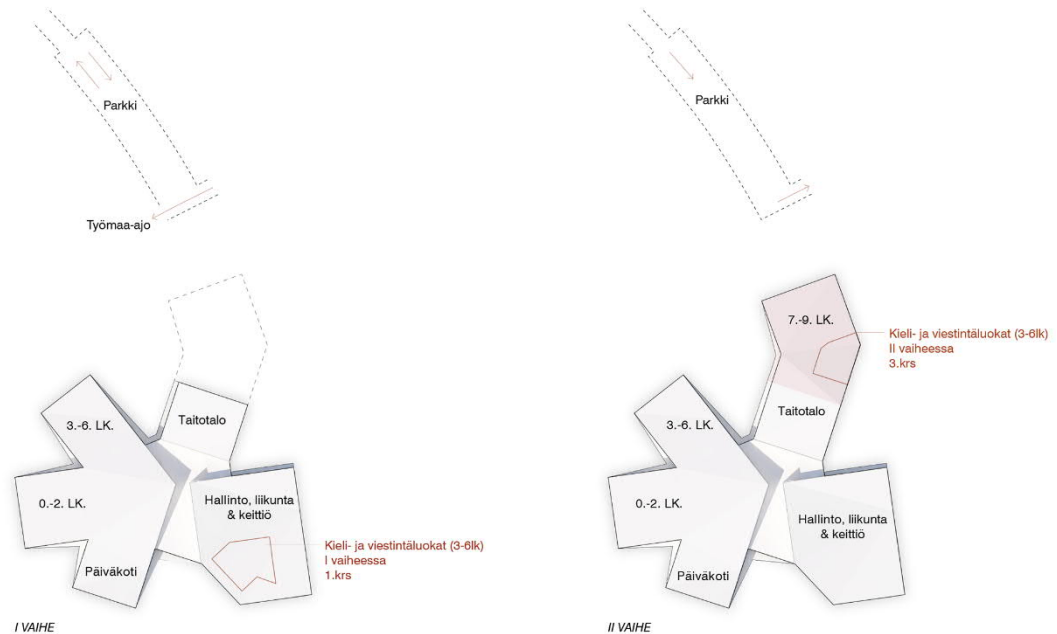 Parkki
Työmaa-ajo
Taitotalo
3.-6. LK.
0.-2. LK.
Hallinto, liikunta
& keittiö
Kieli- ja viestintäluokat (3-6lk)
I vaiheessa
1.krs
Päiväkoti
I VAIHE
Parkki
7.-9. LK.
Kieli- ja viestintäluokat (3-6lk)
II vaiheessa
3.krs
Taitotalo
3.-6. LK.
0.-2. LK.
Hallinto, liikunta
& keittiö
Päiväkoti
II VAIHE